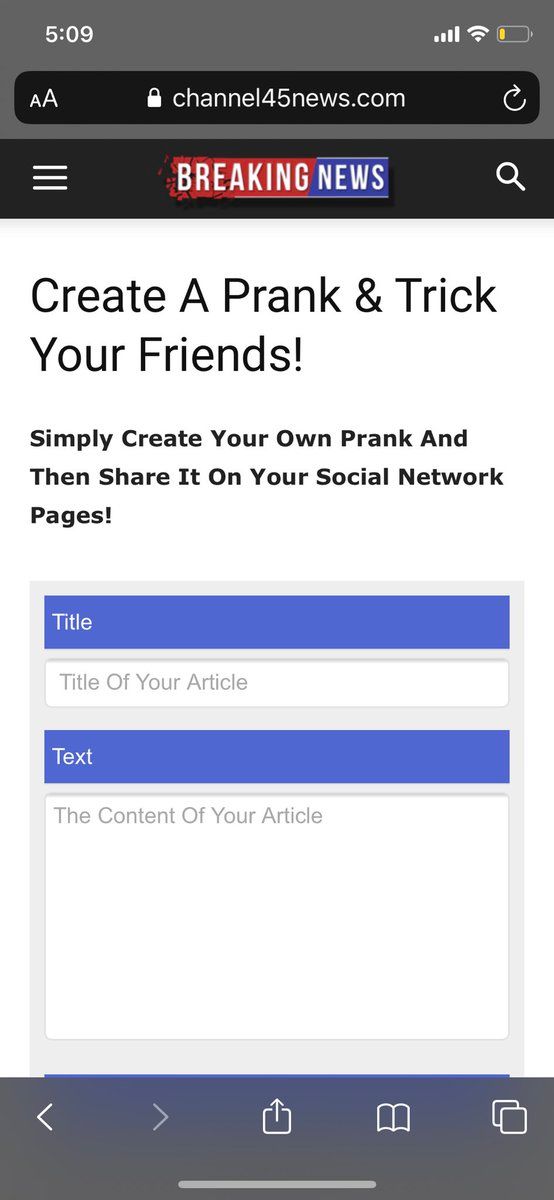 5:09
AA channel45news.com
BREAKING NEWS
Create A Prank & Trick
Your Friends!
Simply Create Your Own Prank And
Then Share It On Your Social Network
Pages!
Title
Title Of Your Article
Text
The Content Of Your Article